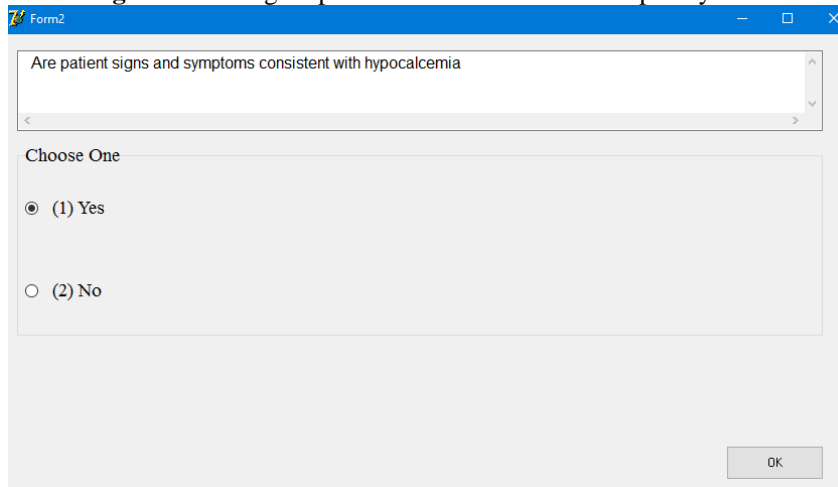 Form2
Are patient signs and symptoms consistent with hypocalcemia
Choose One
(1) Yes
(2) No
OK